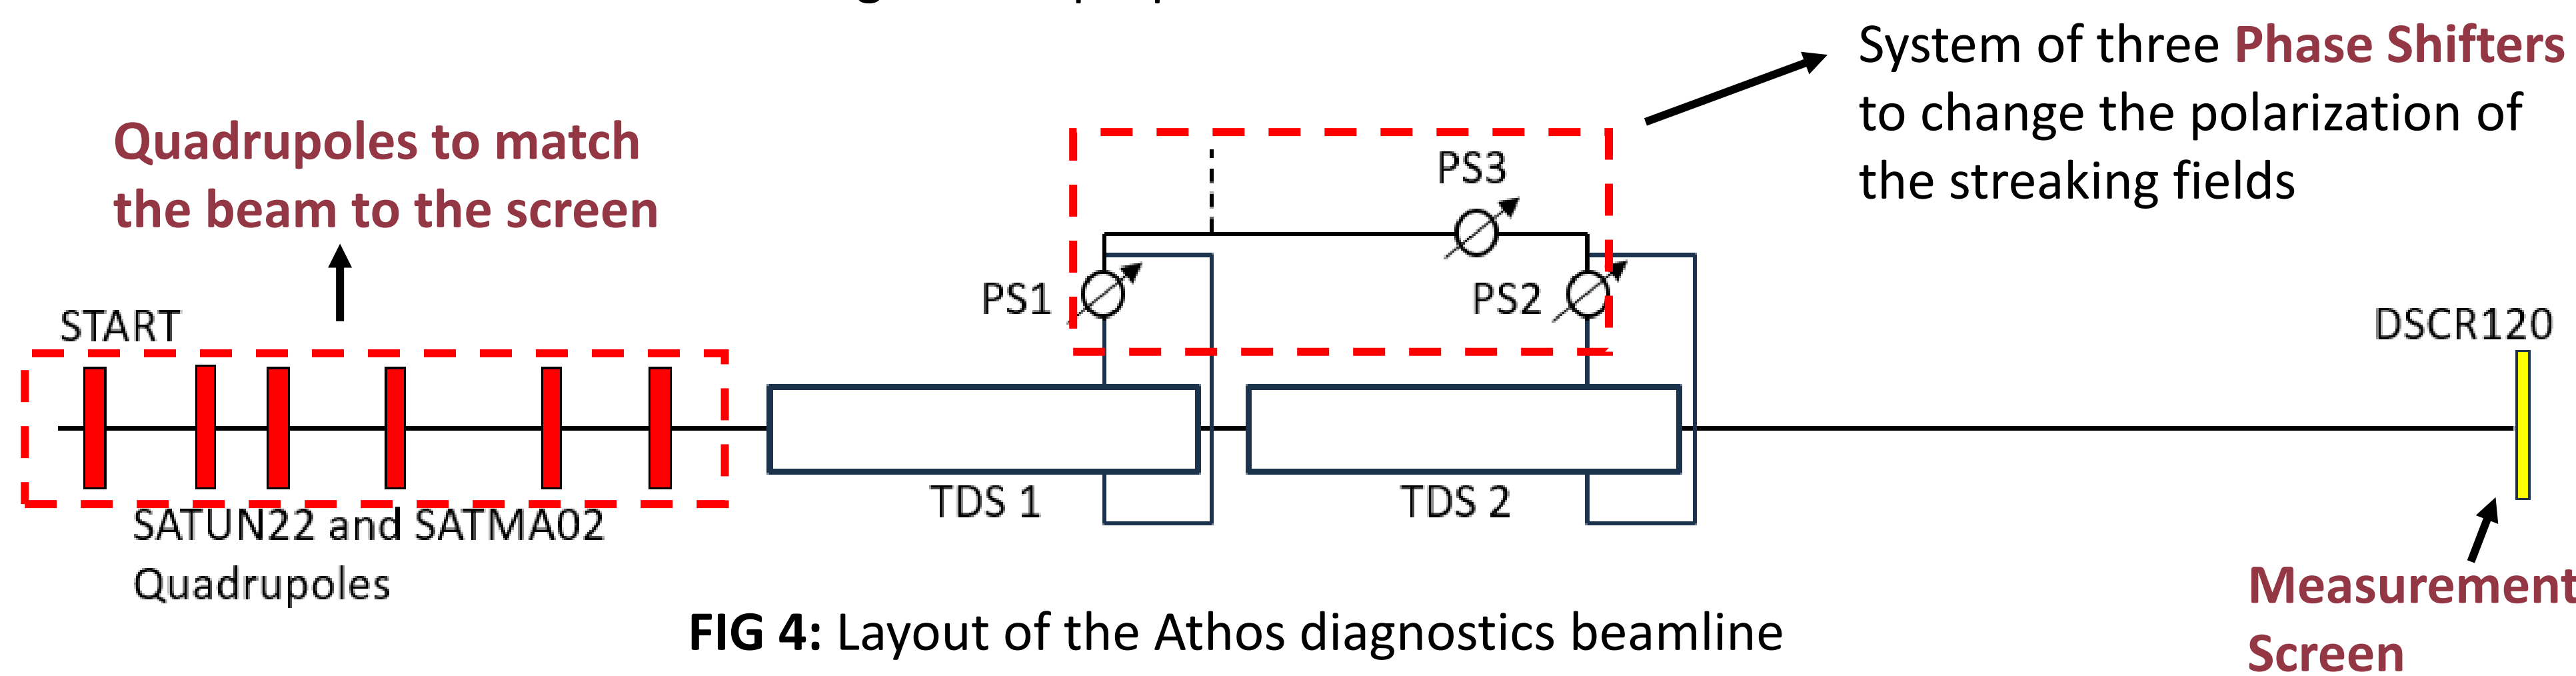 System of three Phase Shifters
to change the polarization of
the streaking fields
Quadrupoles to match
the beam to the screen
PS3
PS1
PS2
START
DSCR120
TDS 1
TDS 2
SATUN22 and SATMA02
Quadrupoles
Measurement
Screen
FIG 4: Layout of the Athos diagnostics beamline